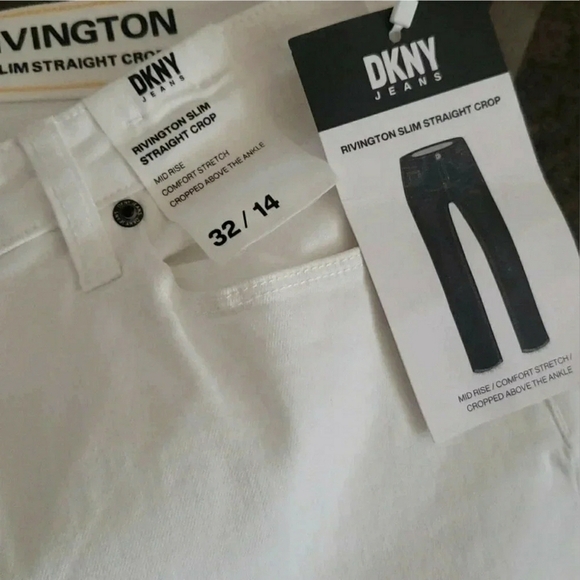 RIVINGTON
SLIM STRAIGHT
DKNY
JEANS
RIVINGTON SLIM
STRAIGHT CROP
MID RISE
COMFORT STRETCH
CROPPED ABOVE THE ANKLE
32 / 14
DKNY
JEANS
RIVINGTON SLIM STRAIGHT CROP
MID RISE / COMFORT STRETCH /
CROPPED ABOVE THE ANKLE